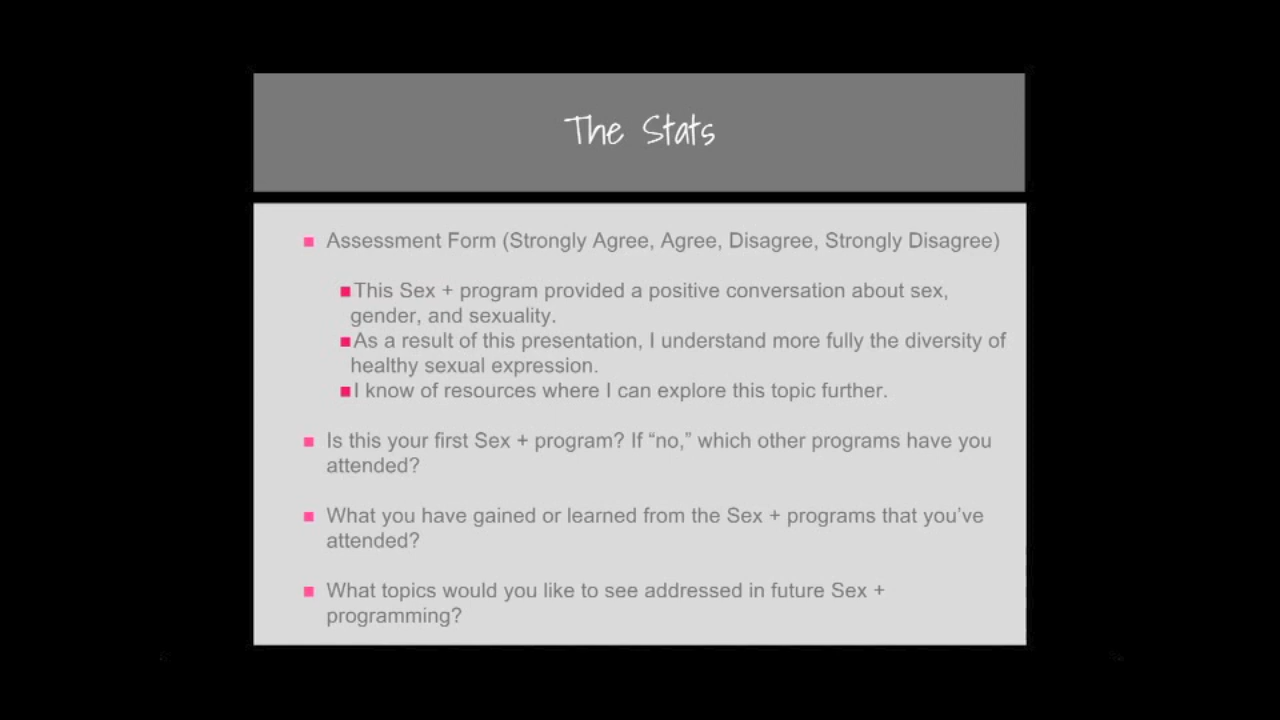 The Stats
■ Assessment Form (Strongly Agree, Agree, Disagree, Strongly Disagree)
■This Sex + program provided a positive conversation about sex,
gender, and sexuality.
■As a result of this presentation, I understand more fully the diversity of
healthy sexual expression.
■I know of resources where I can explore this topic further.
■ Is this your first Sex + program? If “no,” which other programs have you
attended?
■ What you have gained or learned from the Sex + programs that you’ve
attended?
■ What topics would you like to see addressed in future Sex +
programming?